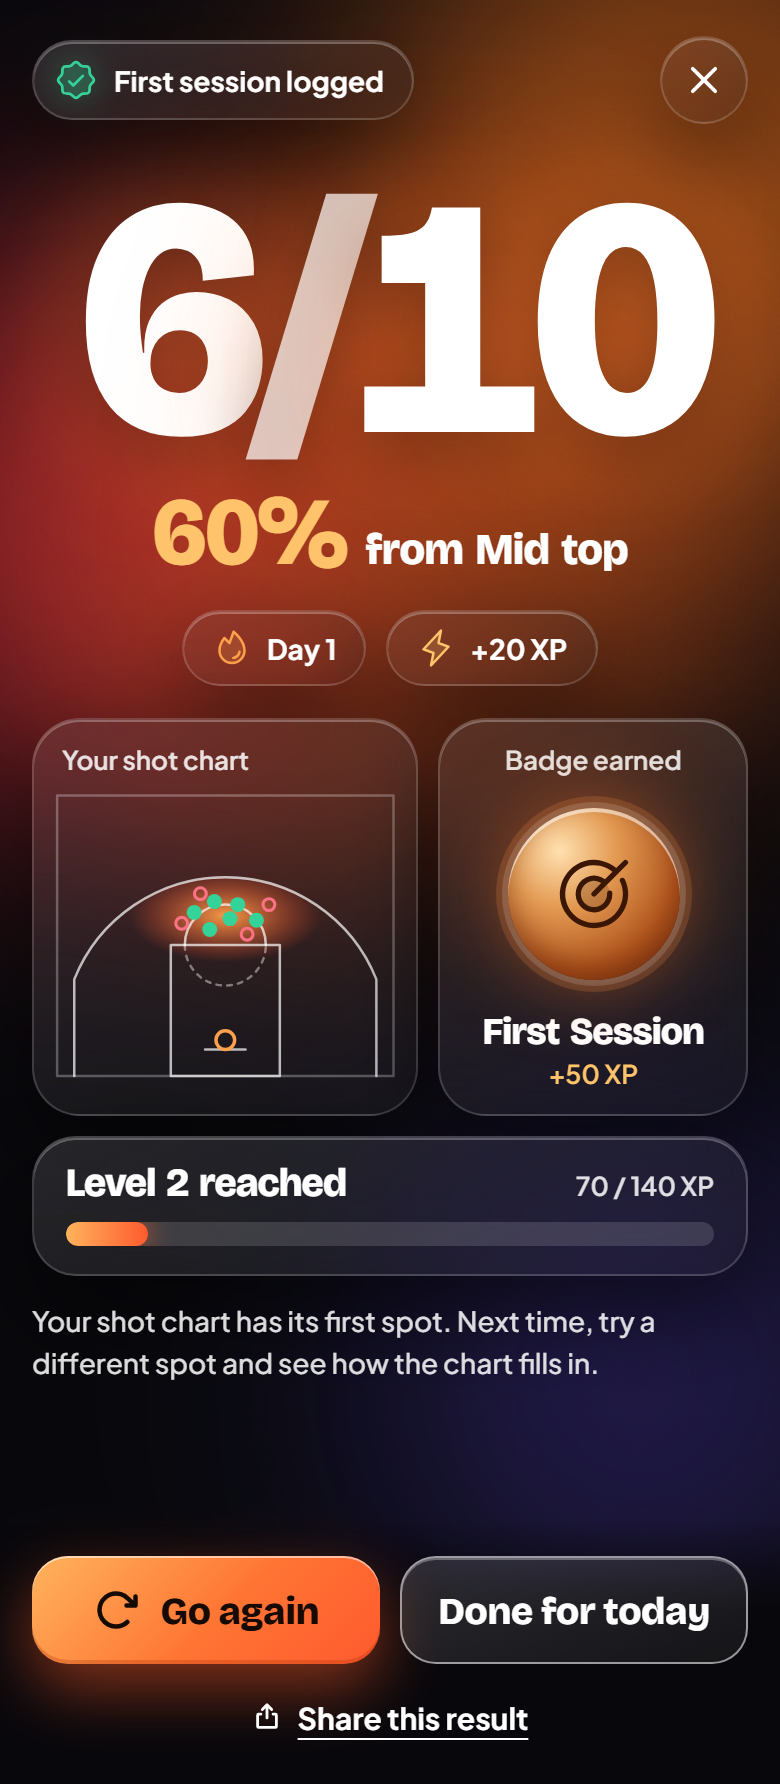 First session logged
6/10
60% from Mid top
Day 1
+20 XP
Your shot chart
Badge earned
First Session
+50 XP
Level 2 reached
70 / 140 XP
Your shot chart has its first spot. Next time, try a
different spot and see how the chart fills in.
Go again
Done for today
Share this result